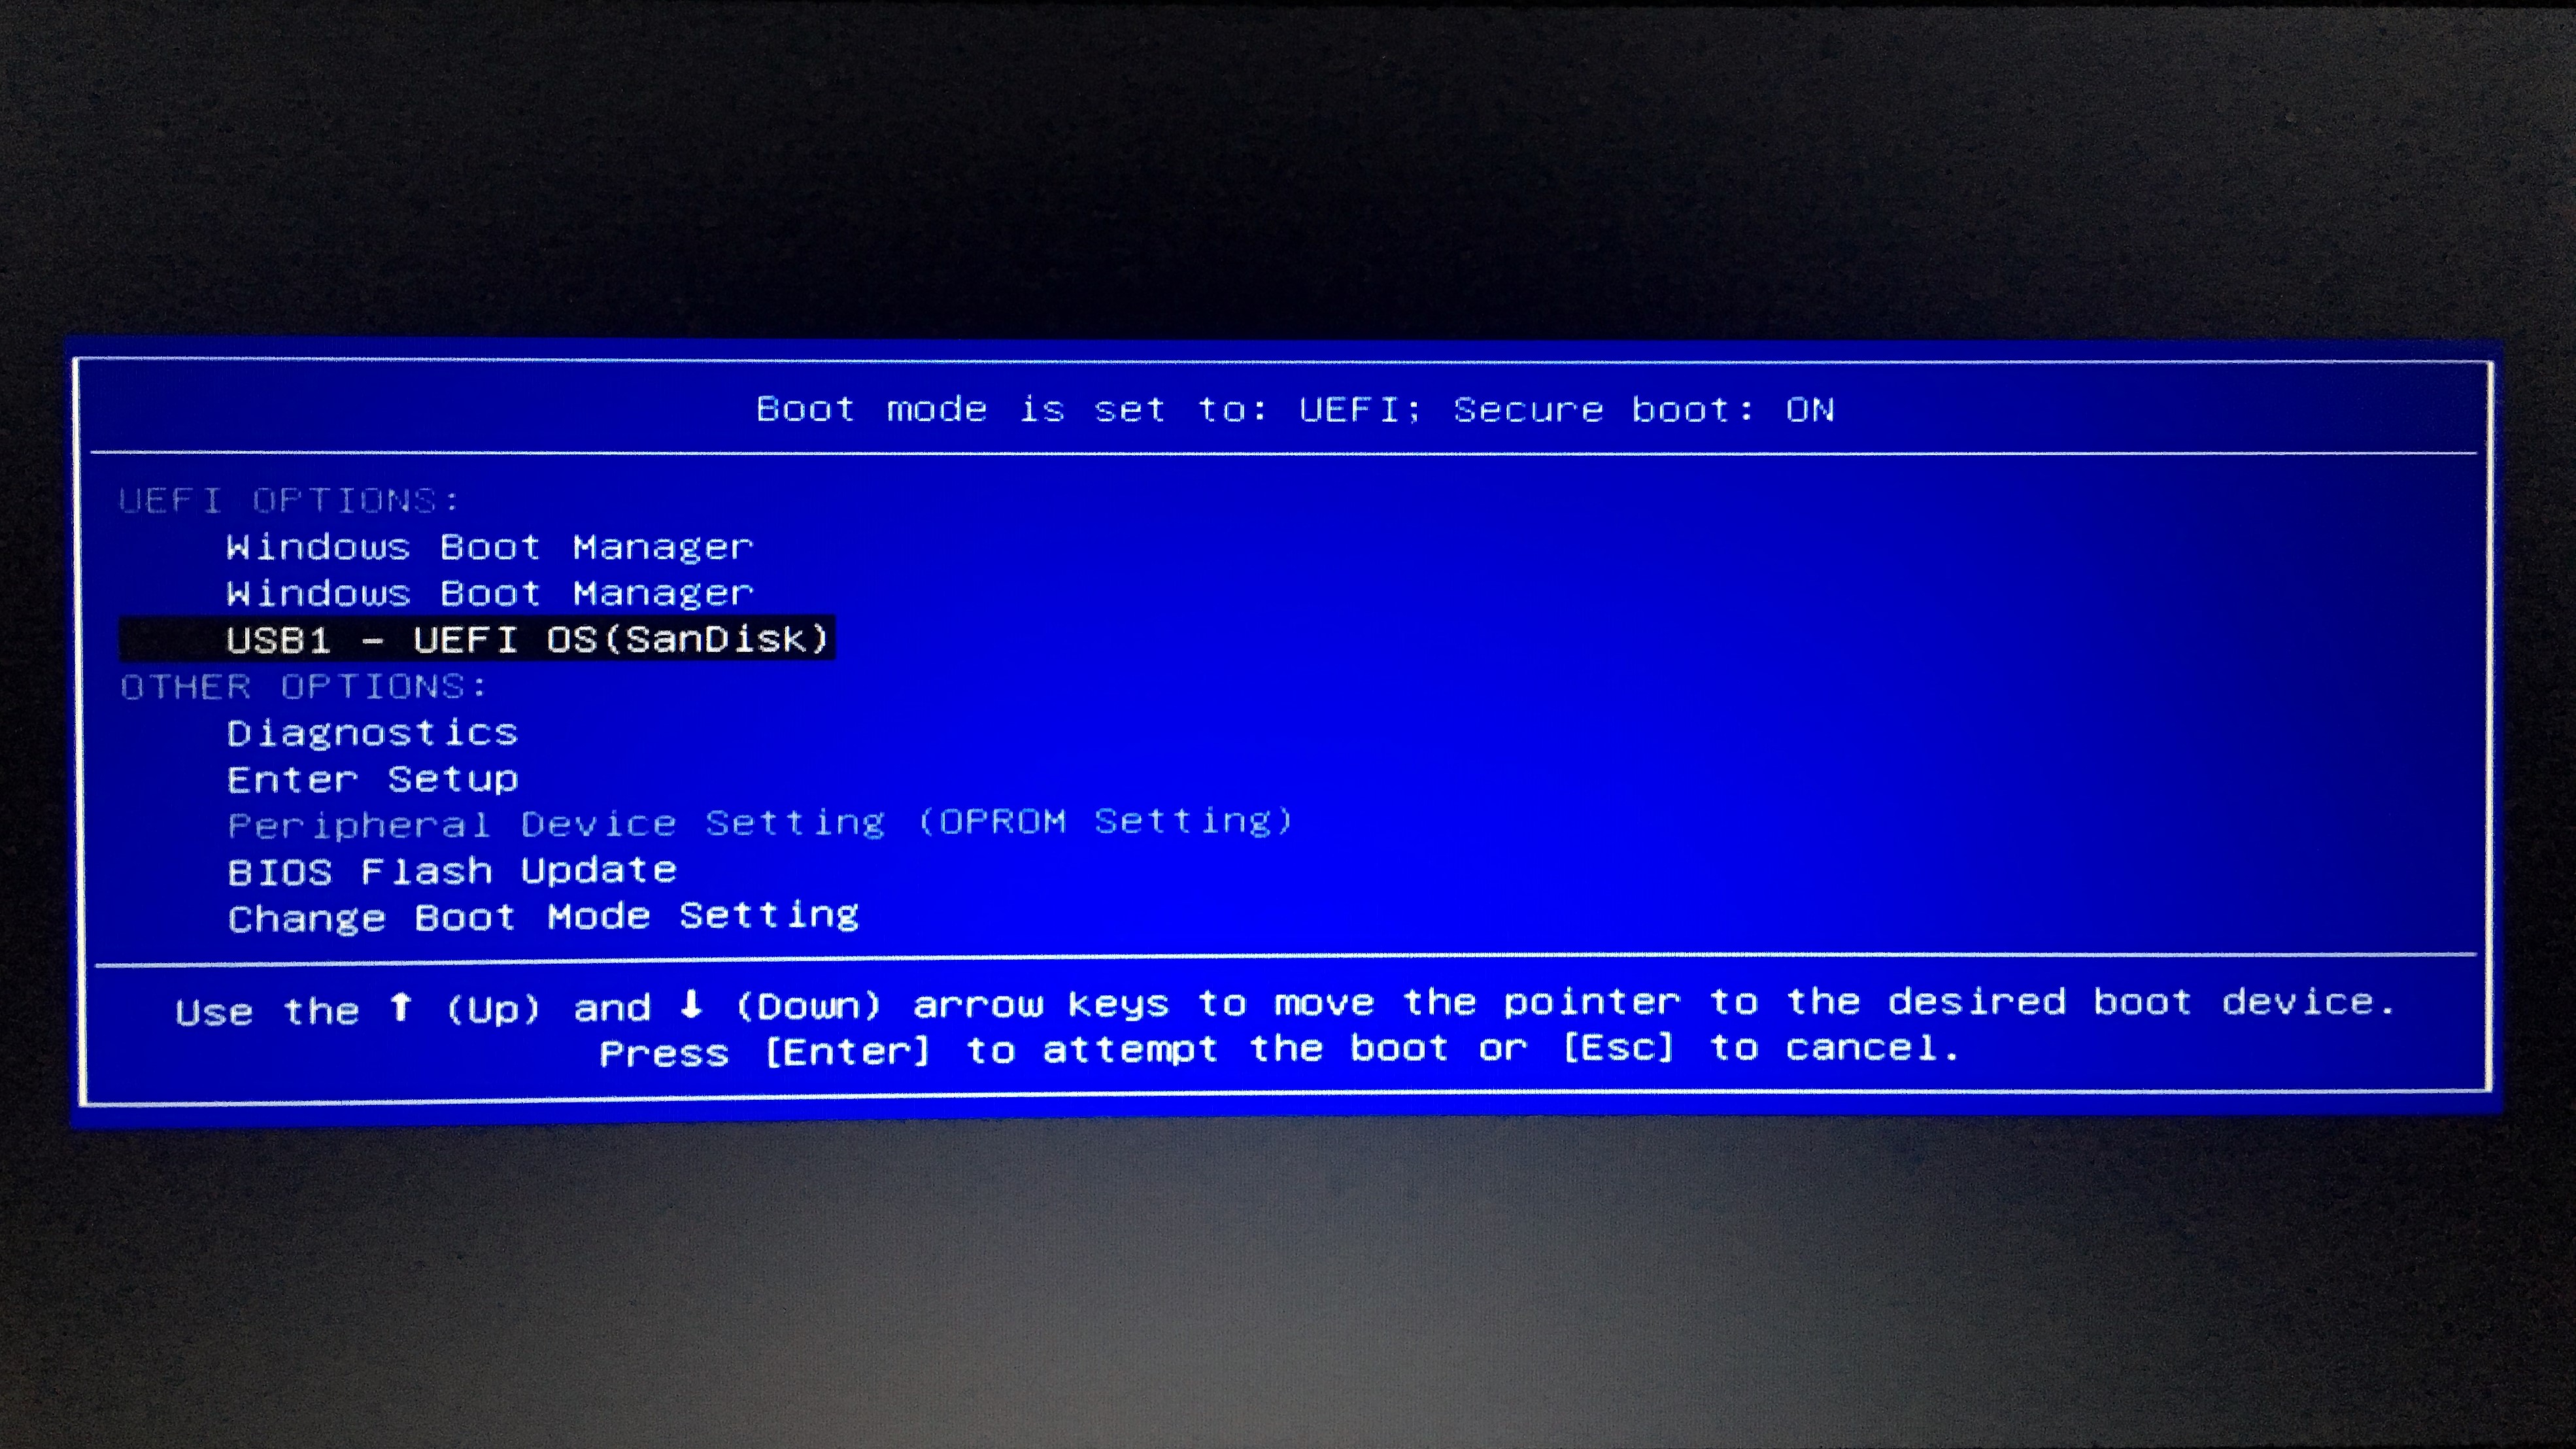 Boot mode is set to: UEFI; Secure boot: ON
UEFI OPTIONS:
Windows Boot Manager
Windows Boot Manager
USB1 - UEFI OS(SanDisk)
OTHER OPTIONS:
Diagnostics
Enter Setup
Peripheral Device Setting (OPROM Setting)
BIOS Flash Update
Change Boot Mode Setting
Use the ↑ (Up) and ↓ (Down) arrow keys to move the pointer to the desired boot device.
Press [Enter] to attempt the boot or [Esc] to cancel.